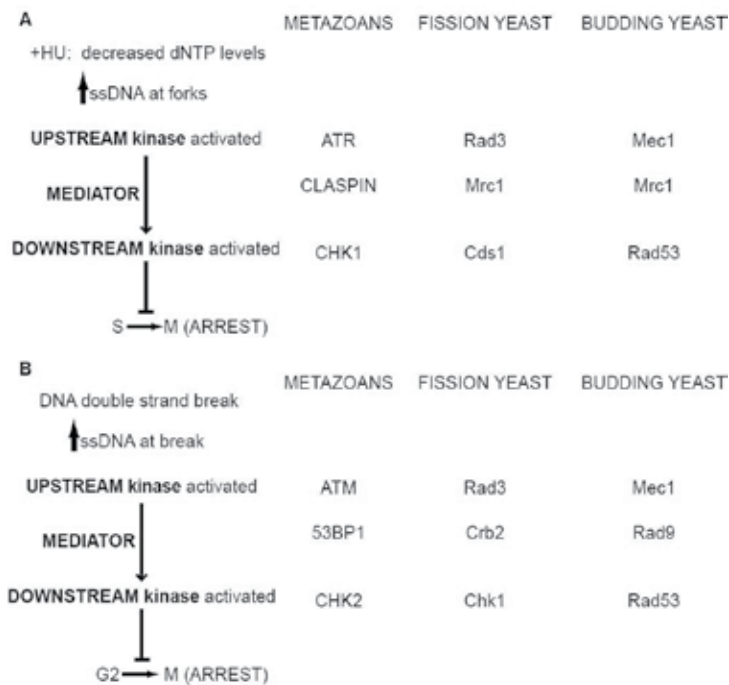 A
METAZOANS FISSION YEAST BUDDING YEAST
+HU: decreased dNTP levels
ssDNA at forks
UPSTREAM kinase activated ATR Rad3 Mec1
MEDIATOR CLASPIN Mrc1 Mrc1
DOWNSTREAM kinase activated CHK1 Cds1 Rad53
S M (ARREST)
B
METAZOANS FISSION YEAST BUDDING YEAST
DNA double strand break
ssDNA at break
UPSTREAM kinase activated ATM Rad3 Mec1
MEDIATOR 53BP1 Crb2 Rad9
DOWNSTREAM kinase activated CHK2 Chk1 Rad53
G2 M (ARREST)